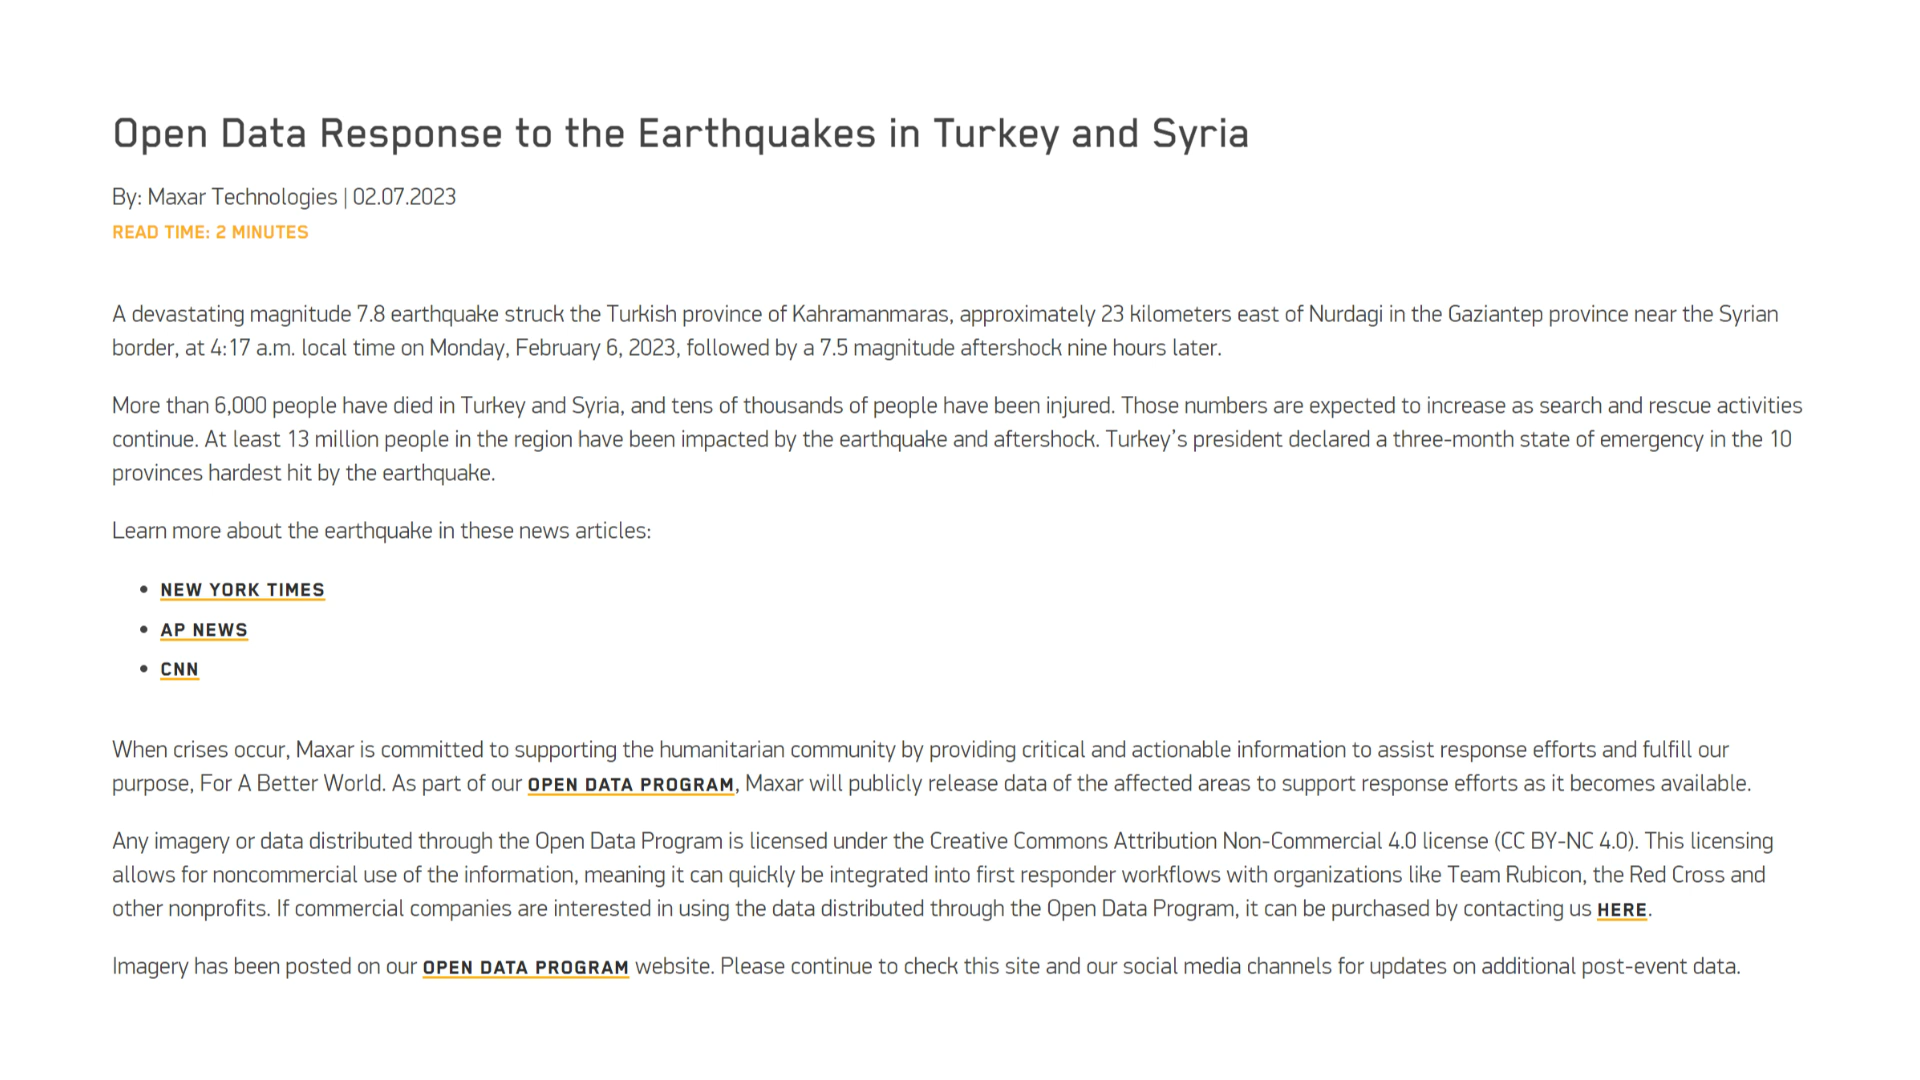 Open Data Response to the Earthquakes in Turkey and Syria
By: Maxar Technologies | 02.07.2023
READ TIME: 2 MINUTES
A devastating magnitude 7.8 earthquake struck the Turkish province of Kahramanmaras, approximately 23 kilometers east of Nurdagi in the Gaziantep province near the Syrian
border, at 4:17 a.m. local time on Monday, February 6, 2023, followed by a 7.5 magnitude aftershock nine hours later.
More than 6,000 people have died in Turkey and Syria, and tens of thousands of people have been injured. Those numbers are expected to increase as search and rescue activities
continue. At least 13 million people in the region have been impacted by the earthquake and aftershock. Turkey's president declared a three-month state of emergency in the 10
provinces hardest hit by the earthquake.
Learn more about the earthquake in these news articles:
• NEW YORK TIMES
• AP NEWS
• CNN
When crises occur, Maxar is committed to supporting the humanitarian community by providing critical and actionable information to assist response efforts and fulfill our
purpose, For A Better World. As part of our OPEN DATA PROGRAM, Maxar will publicly release data of the affected areas to support response efforts as it becomes available.
Any imagery or data distributed through the Open Data Program is licensed under the Creative Commons Attribution Non-Commercial 4.0 license (CC BY-NC 4.0). This licensing
allows for noncommercial use of the information, meaning it can quickly be integrated into first responder workflows with organizations like Team Rubicon, the Red Cross and
other nonprofits. If commercial companies are interested in using the data distributed through the Open Data Program, it can be purchased by contacting us HERE.
Imagery has been posted on our OPEN DATA PROGRAM website. Please continue to check this site and our social media channels for updates on additional post-event data.